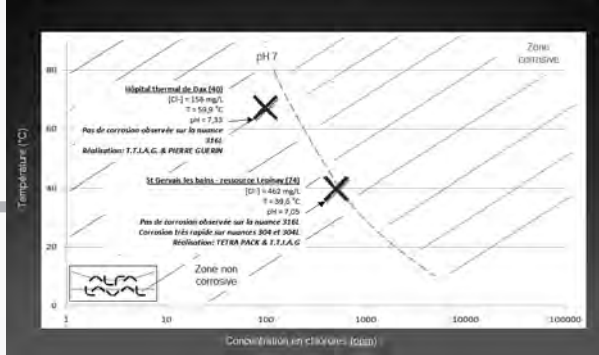 pH 7
Zone
corrosive
Hôpital thermal de Dax (40)
[Cl-] = 156 mg/L
T = 59,9 °C
pH = 7,33
Pas de corrosion observée sur la nuance
316L
Réalisation: T.T.I.A.G. & PIERRE GUERIN
St Gervais les bains - ressource Lepinay (74)
[Cl-] = 462 mg/L
T = 39,6 °C
pH = 7,05
Pas de corrosion observée sur la nuance 316L
Corrosion très rapide sur nuances 304 et 304L
Réalisation: TETRA PACK & T.T.I.A.G
Zone non
corrosive
ALFA
LAVAL
Température (°C)
80
60
40
20
0
1 10 100 1000 10000 100000
Concentration en chlorures (ppm)